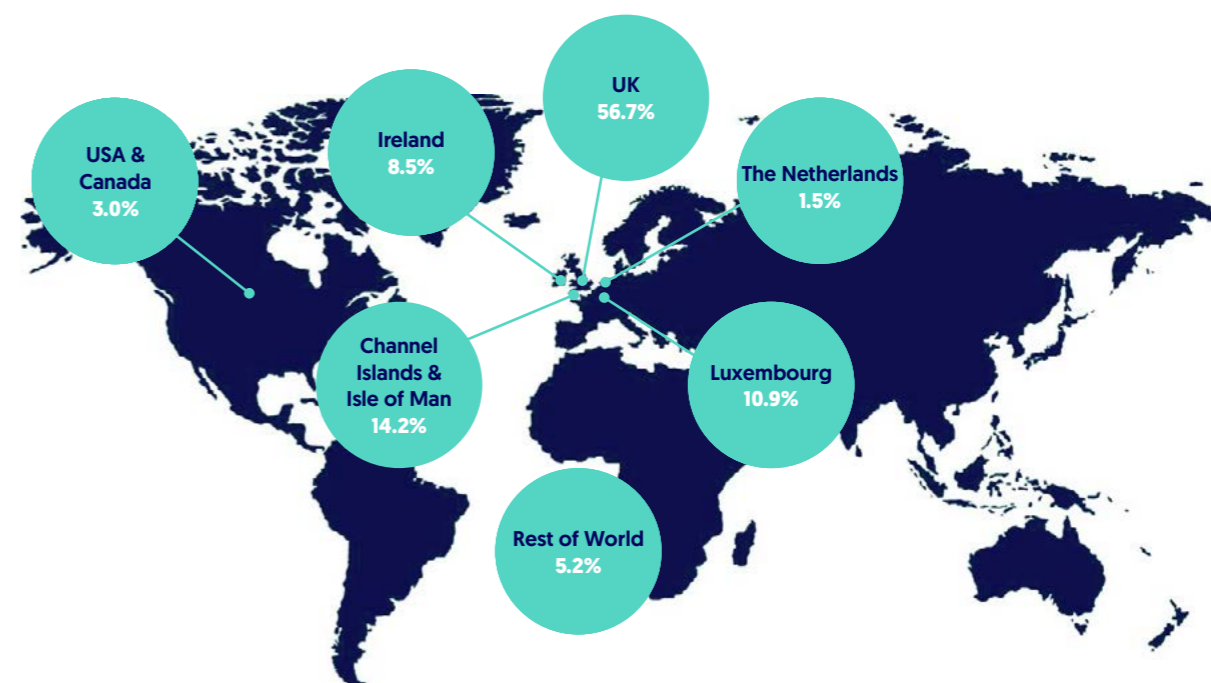 UK
56.7%
Ireland
8.5%
USA &
Canada
3.0%
The Netherlands
1.5%
Channel
Islands &
Isle of Man
14.2%
Luxembourg
10.9%
Rest of World
5.2%